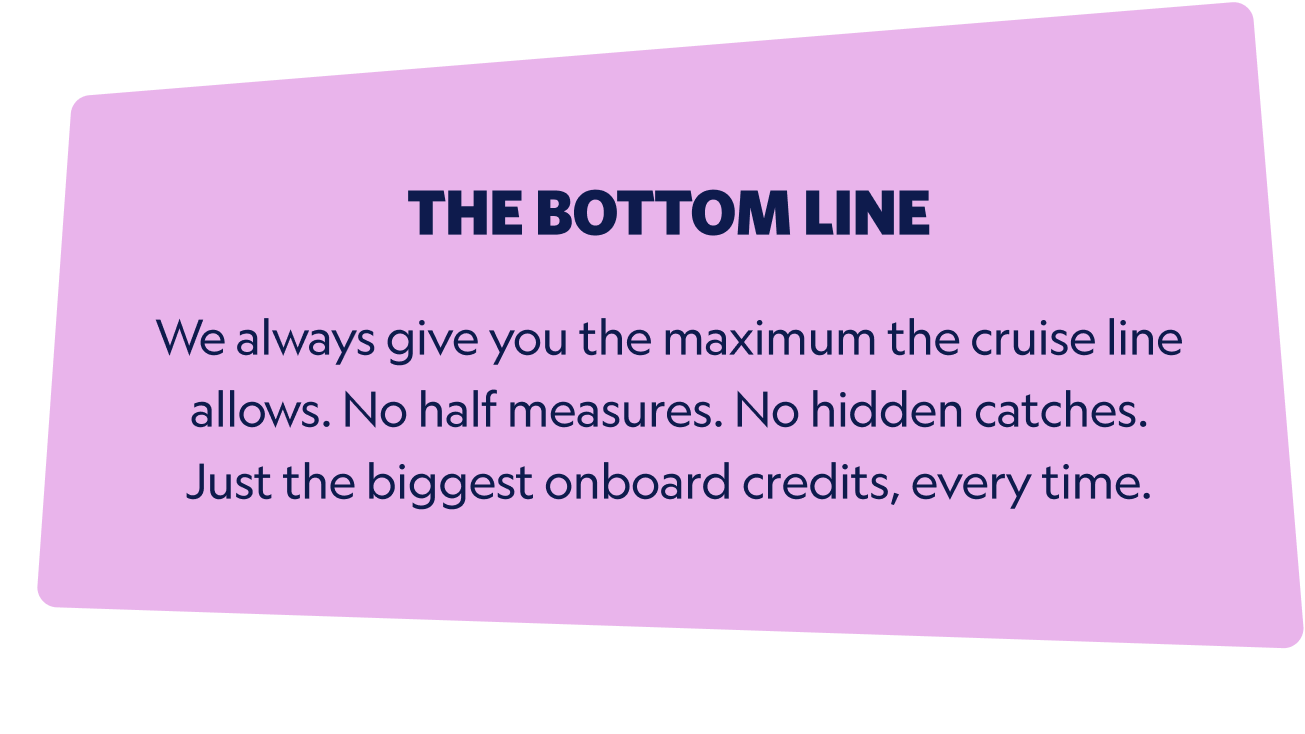 THE BOTTOM LINE
We always give you the maximum the cruise line
allows. No half measures. No hidden catches.
Just the biggest onboard credits, every time.